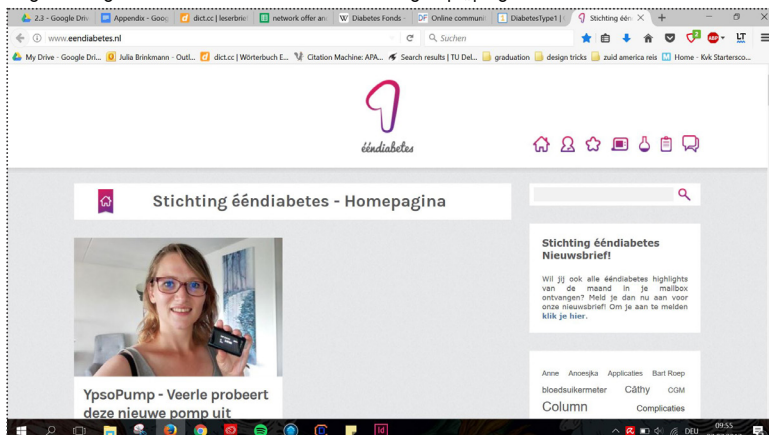 2.3 - Google Driv
Appendix - Goog
dict.cc | leserbrief
network offer an
Diabetes Fonds -
Online communit
DiabetesType1 |
Stichting één
www.eendiabetes.nl
Suchen
My Drive - Google Dri...
Julia Brinkmann - Outl...
dict.cc | Wörterbuch E...
Citation Machine: APA...
Search results | TU Del...
graduation
design tricks
zuid america reis
Home - Kvk Startersco...
ééndiabetes
Stichting ééndiabetes - Homepagina
Stichting ééndiabetes
Nieuwsbrief!
Wil jij ook alle ééndiabetes highlights
van de maand in je mailbox
ontvangen? Meld je dan nu aan voor
onze nieuwsbrief! Om je aan te melden
klik je hier.
YpsoPump - Veerle probeert
deze nieuwe pomp uit
Anne Anoesjka Applicaties Bart Roep
bloedsuikermeter Câthy CGM
Column Complicaties
DEU
09:55